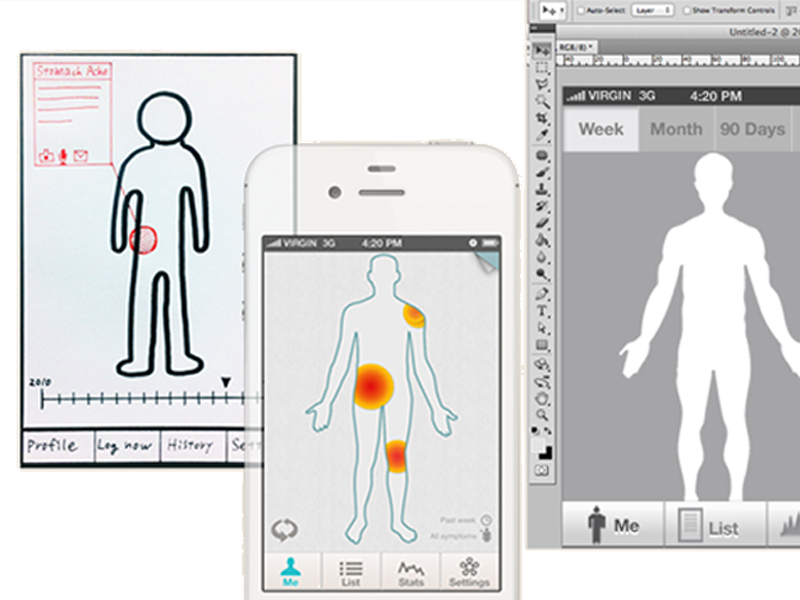 Stomach Ache
2010
Profile
Log now
History
VIRGIN 3G
4:20 PM
Past week
All symptoms
Me
List
Stats
Settings
Auto-Select:
Layer
Show Transform Controls
Untitled-2 @ 20
RGB/8) *
VIRGIN 3G
4:20 PM
Week
Month
90 Days
Me
List